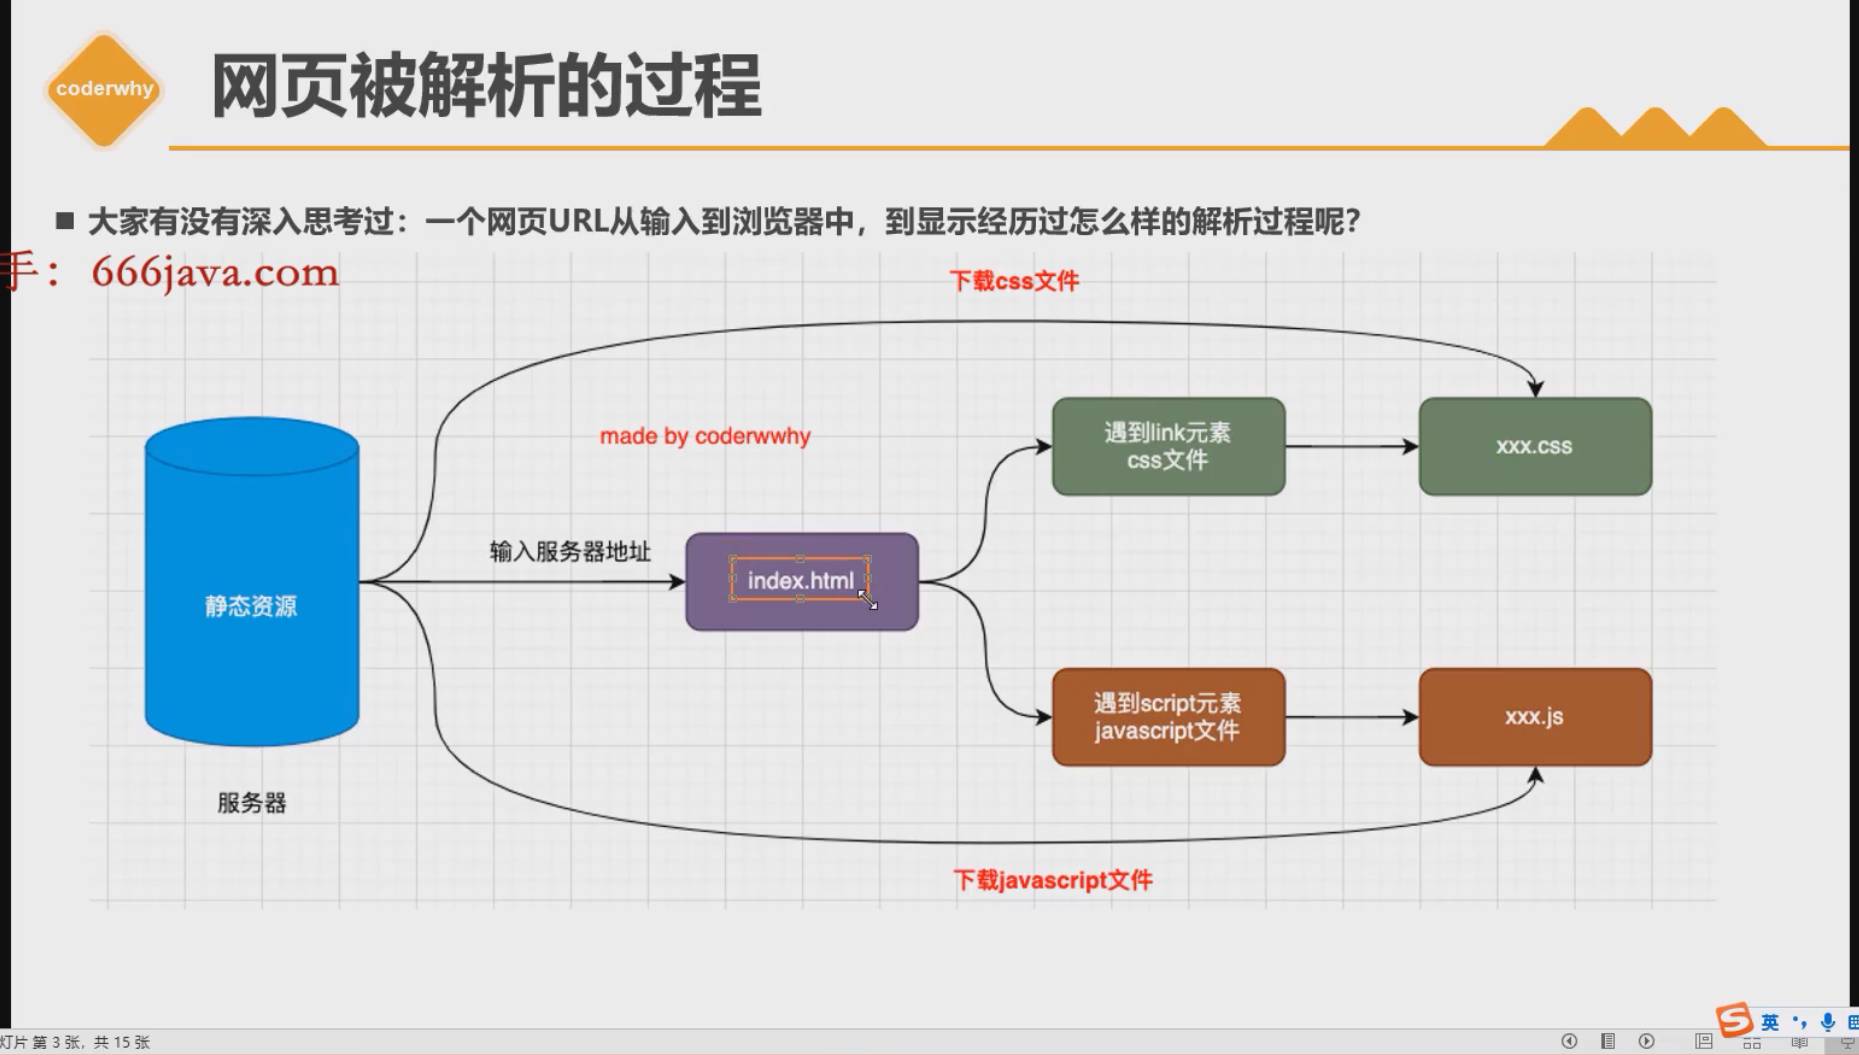 coderwhy
网页被解析的过程
大家有没有深入思考过：一个网页URL从输入到浏览器中，到显示经历过怎么样的解析过程呢？
手： 666java.com
下载css文件
made by coderwwhy
遇到link元素
css文件
xxx.css
输入服务器地址
index.html
静态资源
遇到script元素
javascript文件
xxx.js
服务器
下载javascript文件
灯片 第 3 张，共 15 张
英